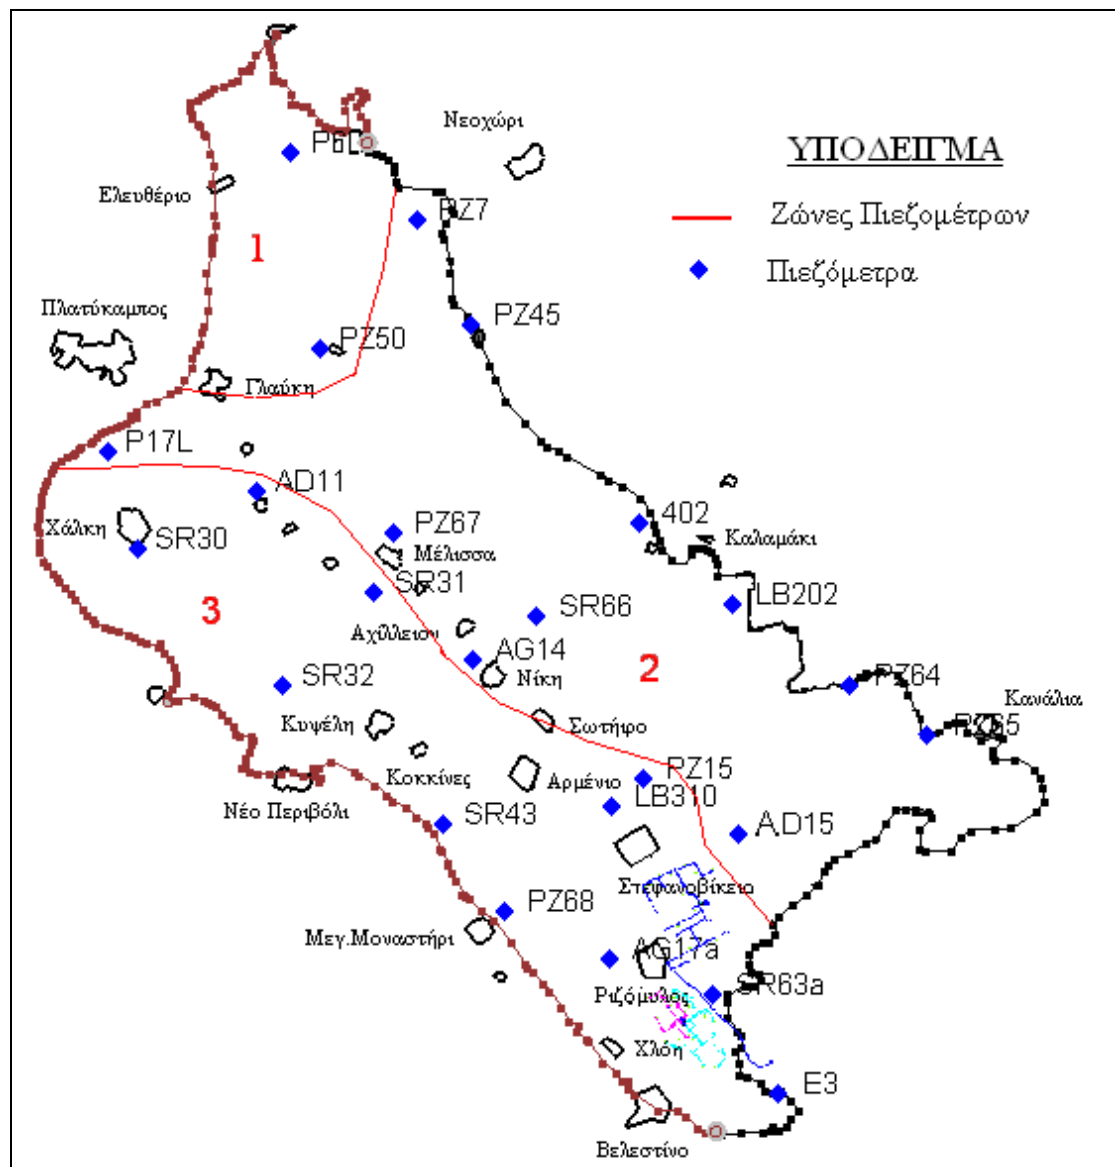 Νεοχώρι
P6L
ΥΠΟΔΕΙΓΜΑ
Ελευθέριο
PZ7
Ζώνες Πιεζομέτρων
1
Πιεζόμετρα
Πλατύκαμπος
PZ45
PZ50
Γλαύκη
P17L
AD11
Χάλκη
SR30
PZ67
402
Μέλισσα
Καλαμάκι
SR31
3
LB202
SR66
Αχίλλειον
AG14
Νίκη
2
SR32
PZ64
Κανάλια
Κυψέλη
Σωτήριο
PZ65
Κοκκίνες
Αρμένιο
PZ15
Νέο Περιβόλι
LB310
SR43
AD15
Στεφανοβίκειο
PZ68
Μεγ.Μοναστήρι
AG17a
Ριζόμυλος
SR63a
Χλόη
E3
Βελεστίνο